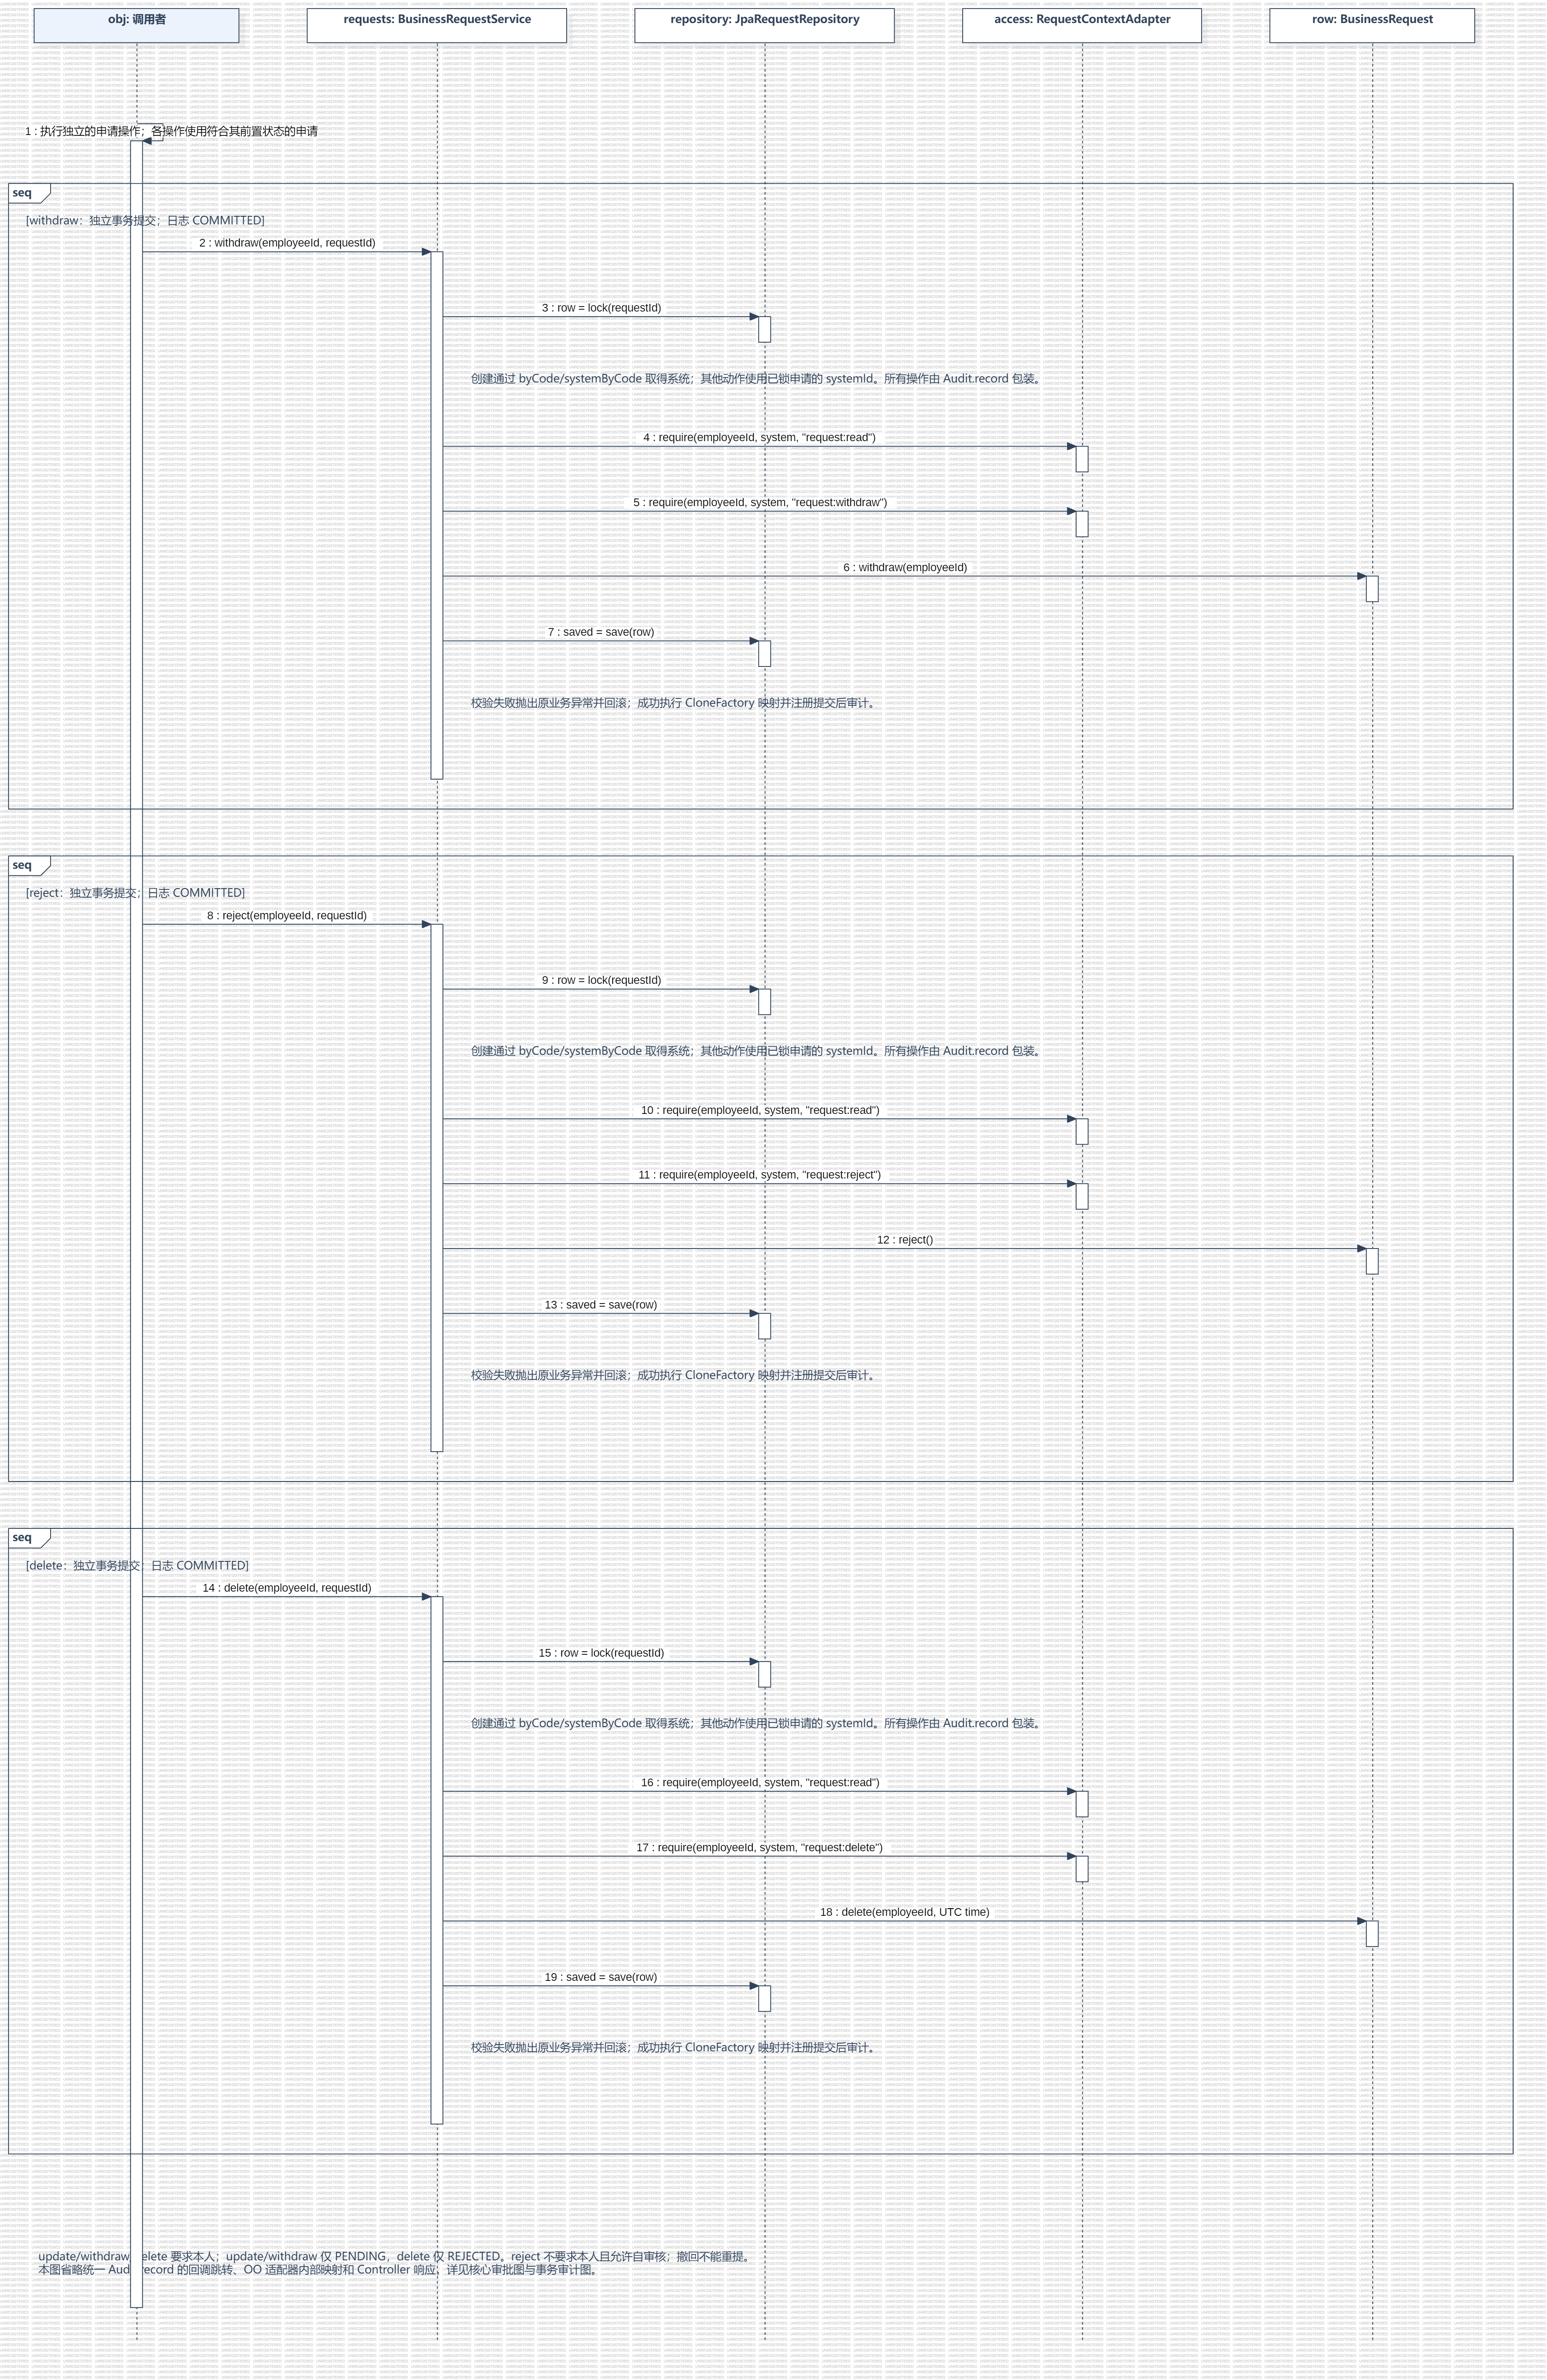 obj: 调用者
requests: BusinessRequestService
repository: JpaRequestRepository
access: RequestContextAdapter
row: BusinessRequest
1 : 执行独立的申请操作；各操作使用符合其前置状态的申请
seq
[withdraw：独立事务提交；日志 COMMITTED]
2 : withdraw(employeeId, requestId)
3 : row = lock(requestId)
创建通过 byCode/systemByCode 取得系统；其他动作使用已锁申请的 systemId。所有操作由 Audit.record 包装。
4 : require(employeeId, system, "request:read")
5 : require(employeeId, system, "request:withdraw")
6 : withdraw(employeeId)
7 : saved = save(row)
校验失败抛出原业务异常并回滚；成功执行 CloneFactory 映射并注册提交后审计。
seq
[reject：独立事务提交；日志 COMMITTED]
8 : reject(employeeId, requestId)
9 : row = lock(requestId)
创建通过 byCode/systemByCode 取得系统；其他动作使用已锁申请的 systemId。所有操作由 Audit.record 包装。
10 : require(employeeId, system, "request:read")
11 : require(employeeId, system, "request:reject")
12 : reject()
13 : saved = save(row)
校验失败抛出原业务异常并回滚；成功执行 CloneFactory 映射并注册提交后审计。
seq
[delete：独立事务提交；日志 COMMITTED]
14 : delete(employeeId, requestId)
15 : row = lock(requestId)
创建通过 byCode/systemByCode 取得系统；其他动作使用已锁申请的 systemId。所有操作由 Audit.record 包装。
16 : require(employeeId, system, "request:read")
17 : require(employeeId, system, "request:delete")
18 : delete(employeeId, UTC time)
19 : saved = save(row)
校验失败抛出原业务异常并回滚；成功执行 CloneFactory 映射并注册提交后审计。
update/withdraw/delete 要求本人；update/withdraw 仅 PENDING，delete 仅 REJECTED。reject 不要求本人且允许自审核；撤回不能重提。
本图省略统一 Audit.record 的回调跳转、OO 适配器内部映射和 Controller 响应；详见核心审批图与事务审计图。